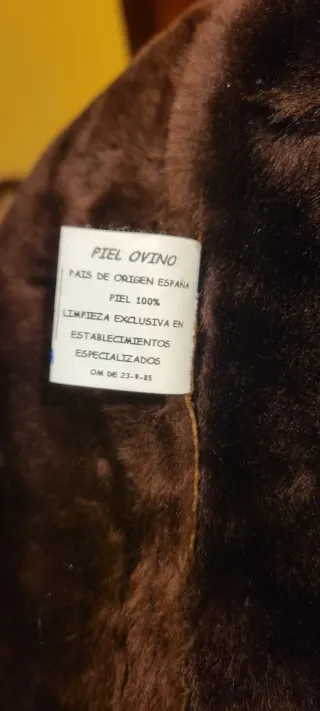 PIEL OVINO
PAIS DE ORIGEN ESPAÑA
PIEL 100%
LIMPIEZA EXCLUSIVA EN
ESTABLECIMIENTOS
ESPECIALIZADOS
OM DE 23-9-85